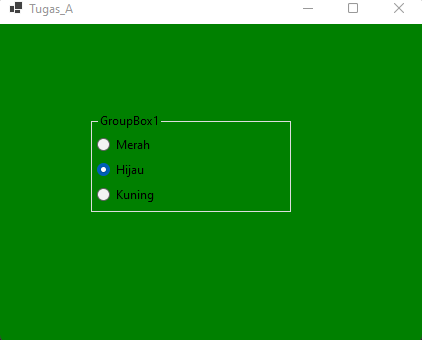 Tugas_A
GroupBox1
Merah
Hijau
Kuning